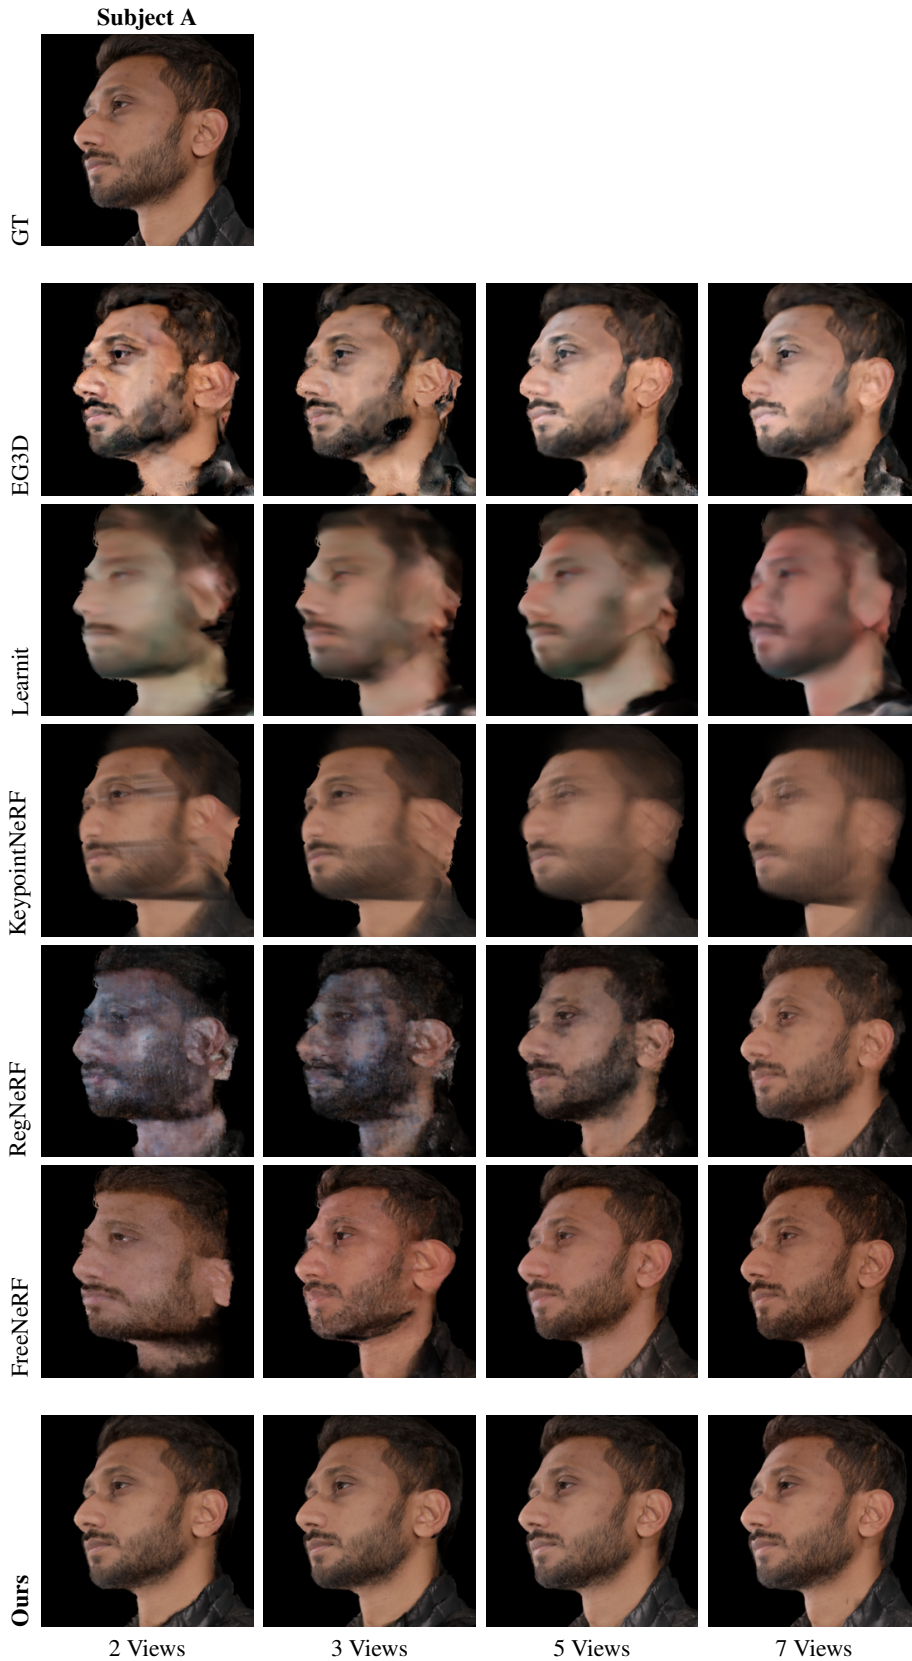 Subject A
GT
EG3D
Learnit
KeypointNeRF
RegNeRF
FreeNeRF
Ours
2 Views 3 Views 5 Views 7 Views